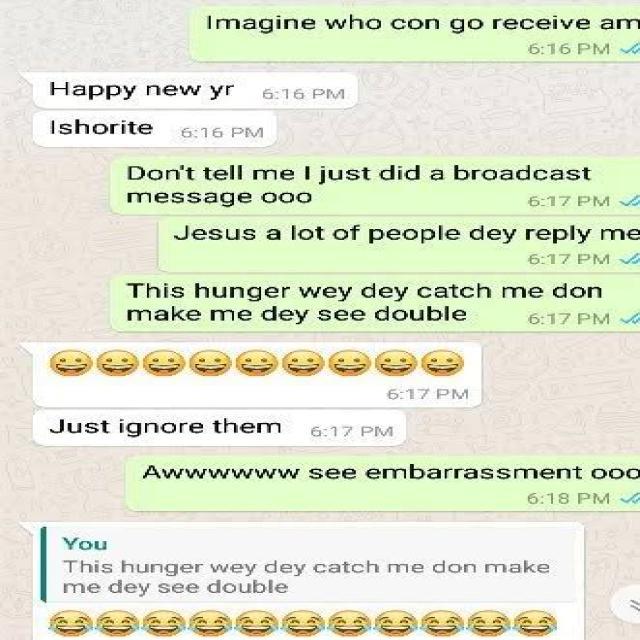 Imagine who con go receive am
6:16 PM
Happy new yr 6:16 PM
Ishorite 6:16 PM
Don't tell me I just did a broadcast
message ooo 6:17 PM
Jesus a lot of people dey reply me
6:17 PM
This hunger wey dey catch me don
make me dey see double 6:17 PM
😀😀😀😀😀😀😀😀😀
6:17 PM
Just ignore them 6:17 PM
Awwwwww see embarrassment ooo
6:18 PM
You
This hunger wey dey catch me don make
me dey see double
😂😂😂😂😂😂😂😂😂😂😂